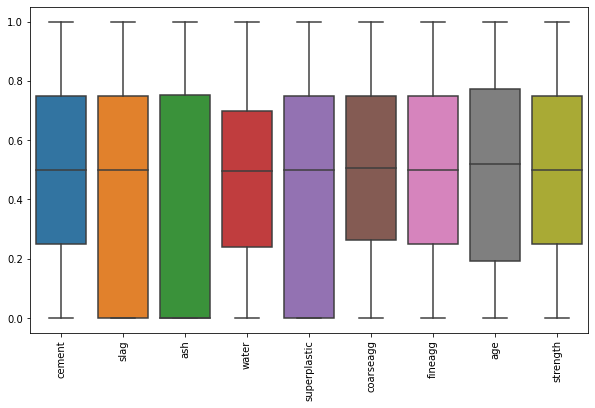 1.0
0.8
0.6
0.4
0.2
0.0
cement
slag
ash
water
superplastic
coarseagg
fineagg
age
strength